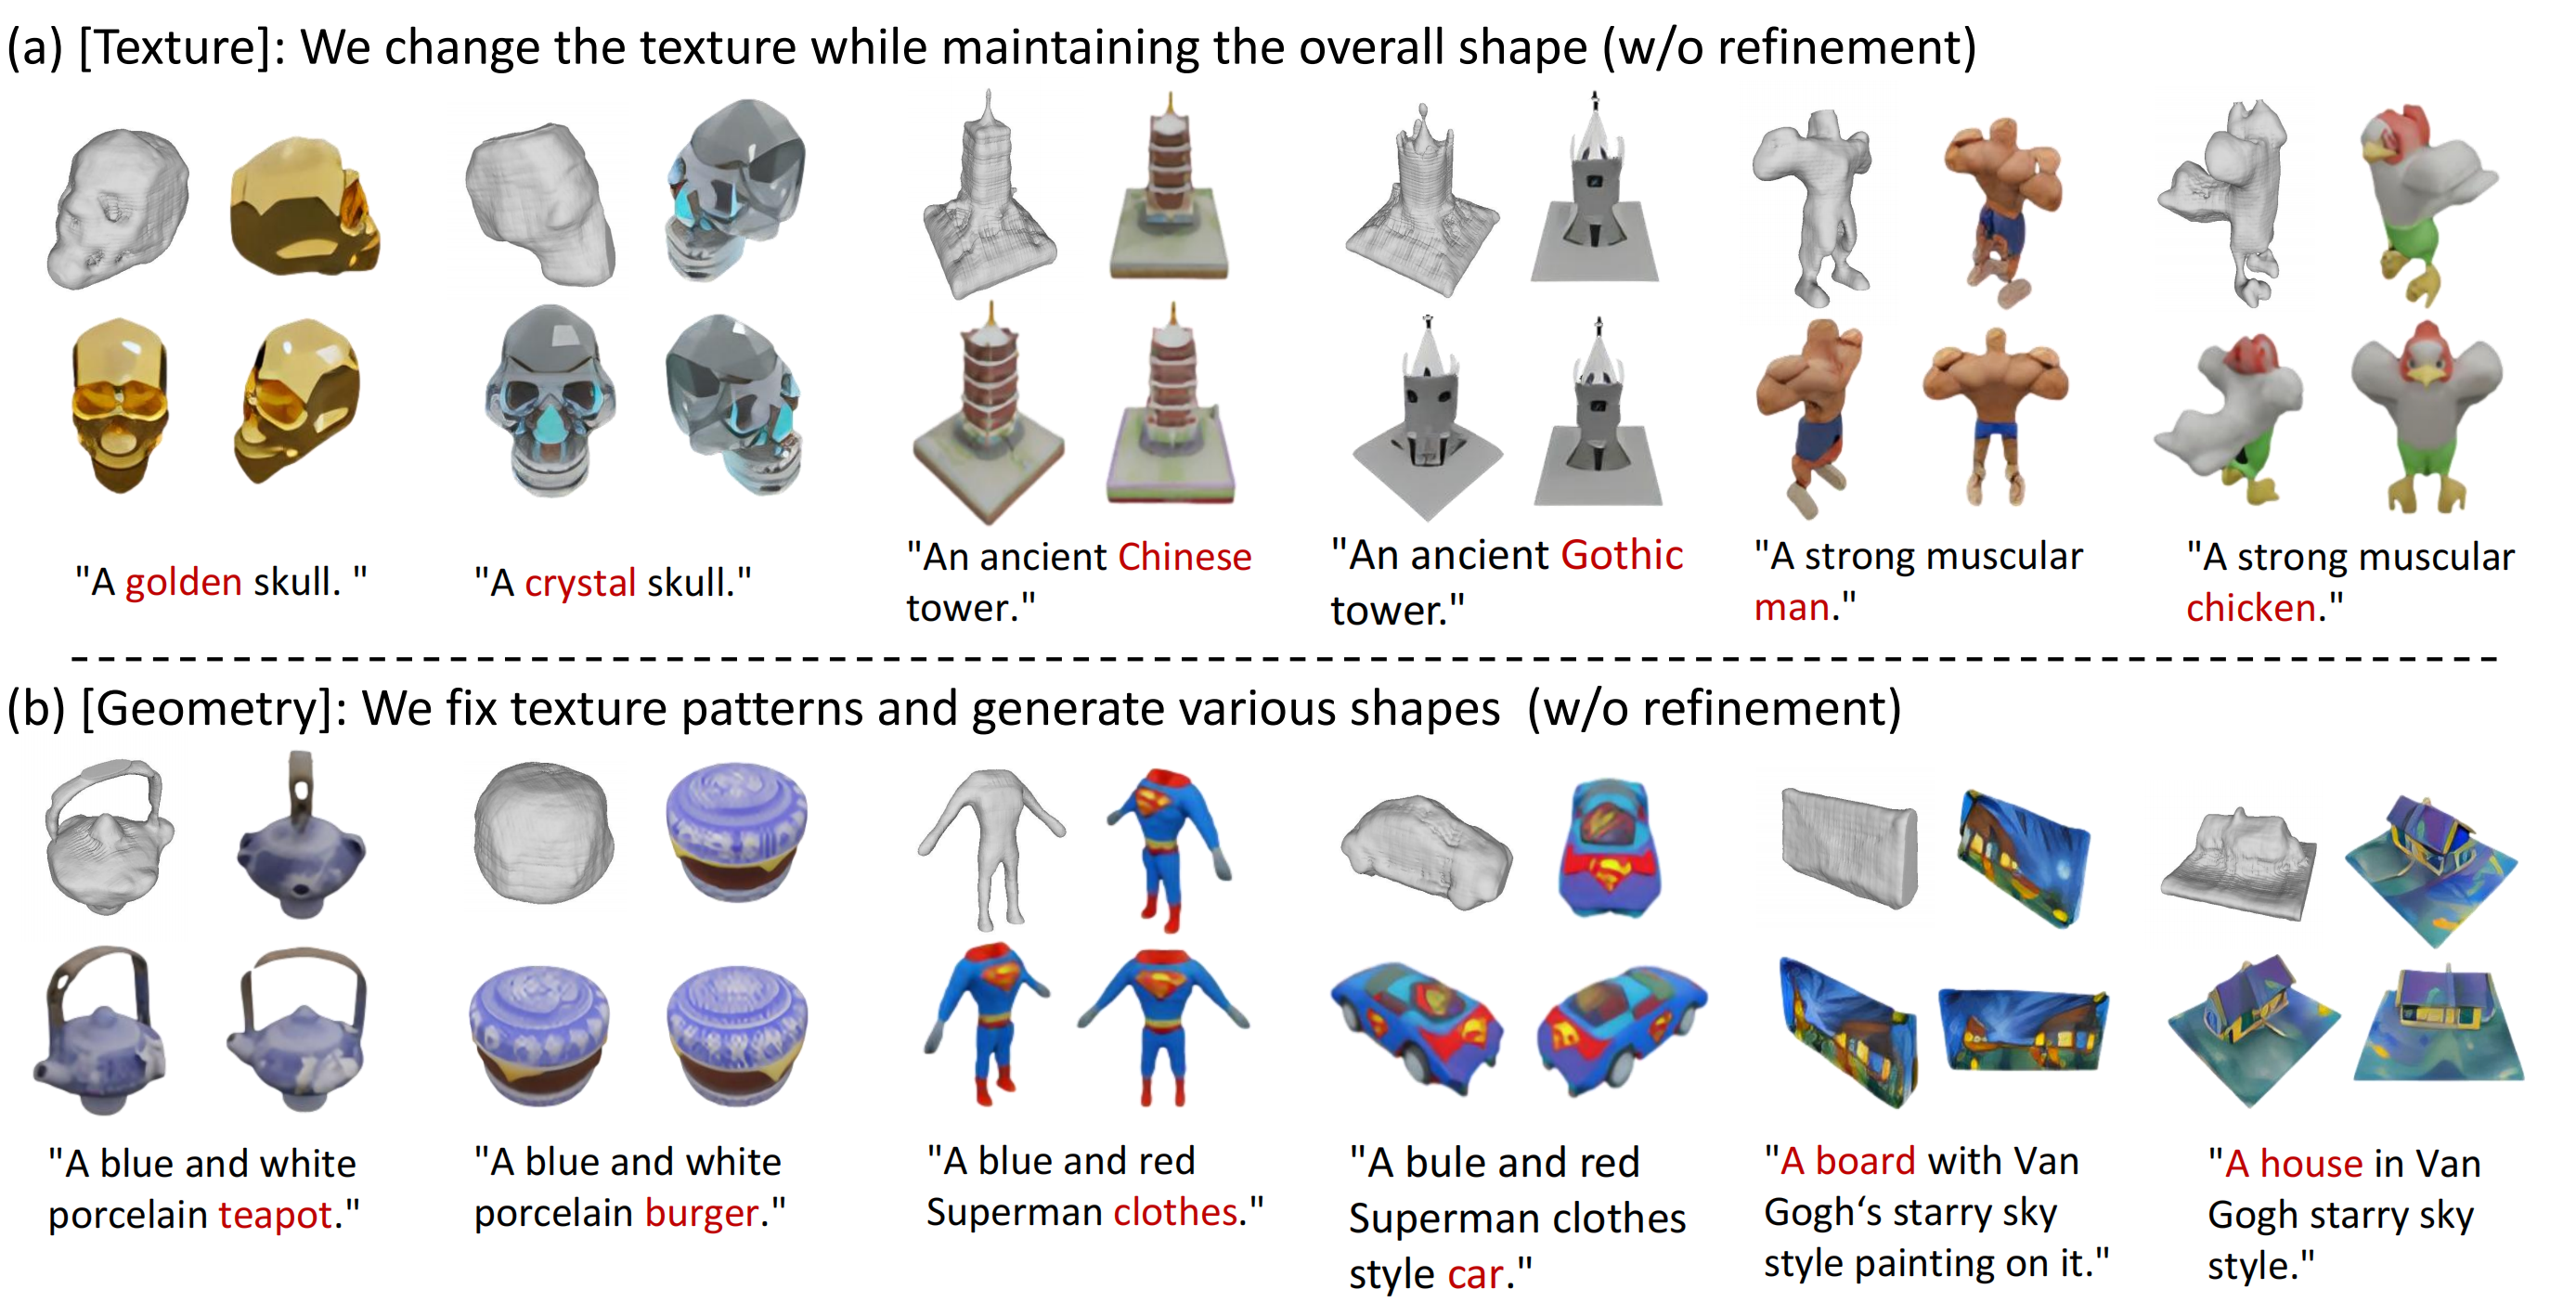 (a) [Texture]: We change the texture while maintaining the overall shape (w/o refinement)
"A golden skull. "
"A crystal skull."
"An ancient Chinese
tower."
"An ancient Gothic
tower."
"A strong muscular
man."
"A strong muscular
chicken."
(b) [Geometry]: We fix texture patterns and generate various shapes (w/o refinement)
"A blue and white
porcelain teapot."
"A blue and white
porcelain burger."
"A blue and red
Superman clothes."
"A bule and red
Superman clothes
style car."
"A board with Van
Gogh‘s starry sky
style painting on it."
"A house in Van
Gogh starry sky
style."